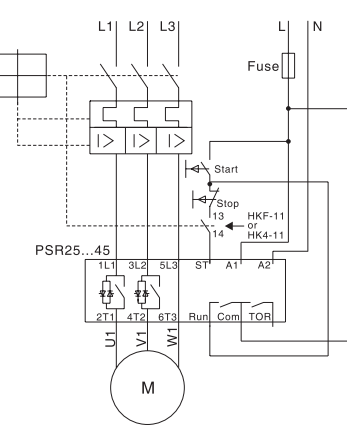 L1 L2 L3 L N
Fuse
Start
Stop
13 HKF-11
or
14 HK4-11
PSR25...45
1L1 3L2 5L3 ST A1 A2
2T1 4T2 6T3 Run Com TOR
U1 V1 W1
M